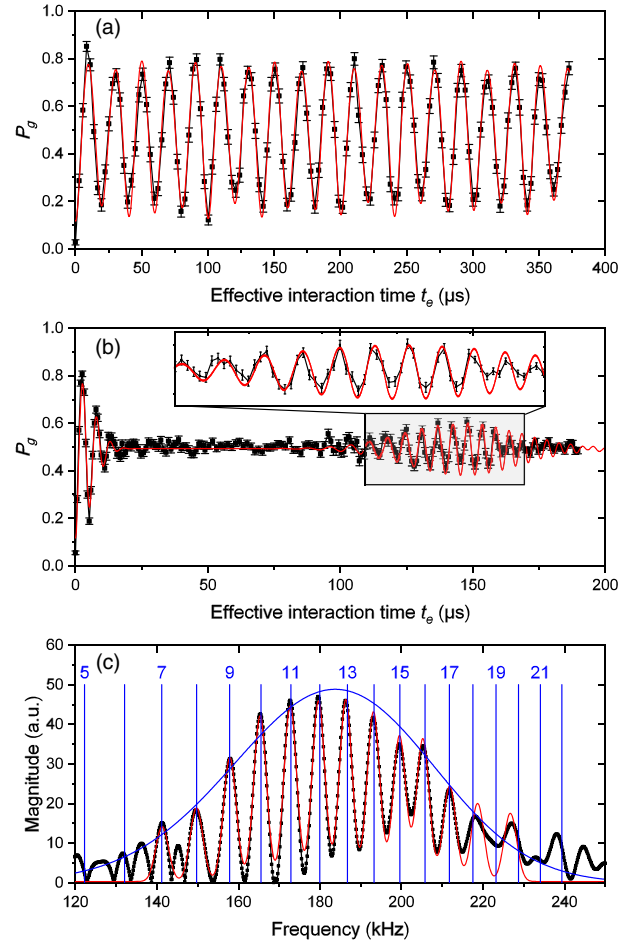 (a)
1.0
0.8
0.6
0.4
0.2
0.0
P_g
0 50 100 150 200 250 300 350 400
Effective interaction time t_e (µs)
(b)
1.0
0.8
0.6
0.4
0.2
0.0
P_g
0 50 100 150 200
Effective interaction time t_e (µs)
(c)
60
50
40
30
20
10
0
Magnitude (a.u.)
5 7 9 11 13 15 17 19 21
120 140 160 180 200 220 240
Frequency (kHz)